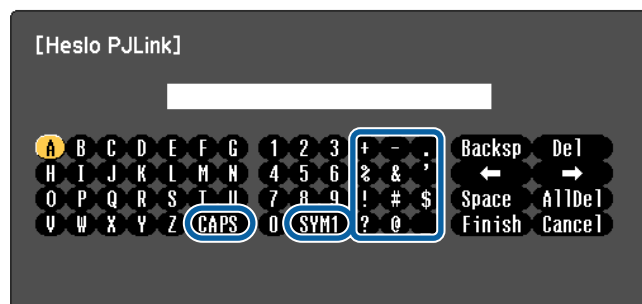 [Heslo PJLink]
A B C D E F G 1 2 3 + - . Backsp Del
H I J K L M N 4 5 6 % & ' ← →
O P Q R S T U 7 8 9 ! # $ Space AllDel
V W X Y Z CAPS 0 SYM1 ? @ Finish Cancel